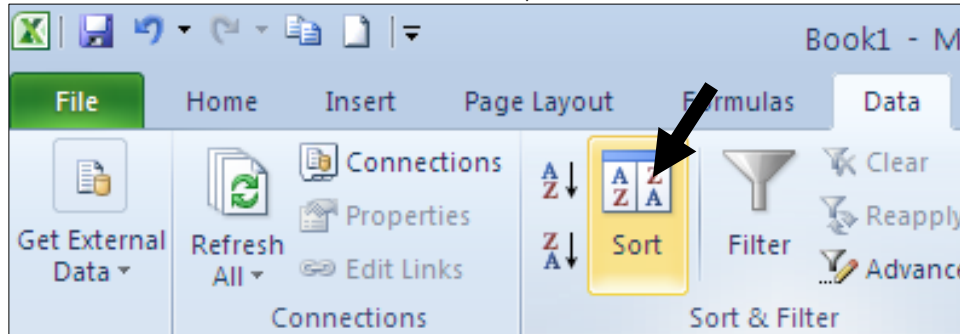 Book1 - M
File Home Insert Page Layout Formulas Data
Connections
Properties
Edit Links
Get External
Data
Refresh
All
Connections
A
Z
Z
A
A Z
Z A
Sort
Filter
Clear
Reapply
Advance
Sort & Filter